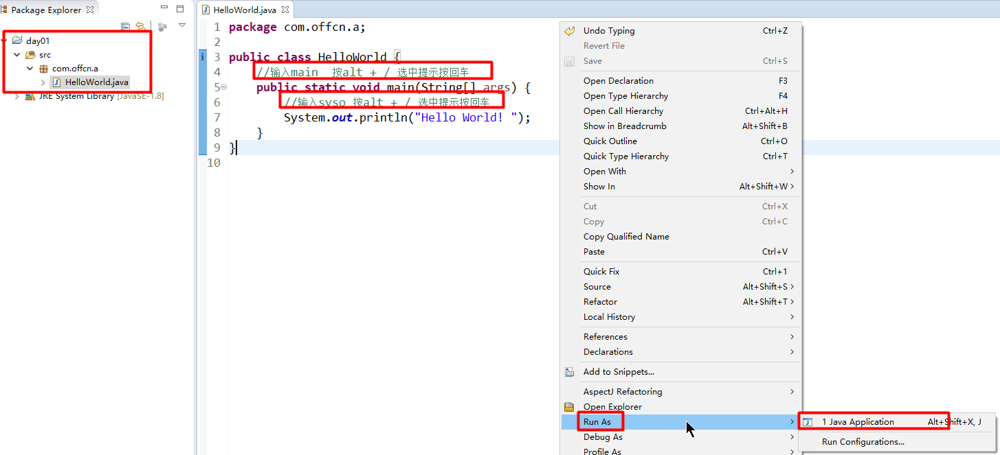 Package Explorer
day01
src
com.offcn.a
HelloWorld.java
JRE System Library [JavaSE-1.8]
HelloWorld.java
1 package com.offcn.a;
2
3 public class HelloWorld {
4 //输入main 按alt + / 选中提示按回车
5 public static void main(String[] args) {
6 //输入syso 按alt + / 选中提示按回车
7 System.out.println("Hello World! ");
8 }
9 }
10
Undo Typing Ctrl+Z
Revert File
Save Ctrl+S
Open Declaration F3
Open Type Hierarchy F4
Open Call Hierarchy Ctrl+Alt+H
Show in Breadcrumb Alt+Shift+B
Quick Outline Ctrl+O
Quick Type Hierarchy Ctrl+T
Open With
Show In Alt+Shift+W
Cut Ctrl+X
Copy Ctrl+C
Copy Qualified Name
Paste Ctrl+V
Quick Fix Ctrl+1
Source Alt+Shift+S
Refactor Alt+Shift+T
Local History
References
Declarations
Add to Snippets...
AspectJ Refactoring
Open Explorer
Run As
Debug As
Profile As
1 Java Application Alt+Shift+X, J
Run Configurations...